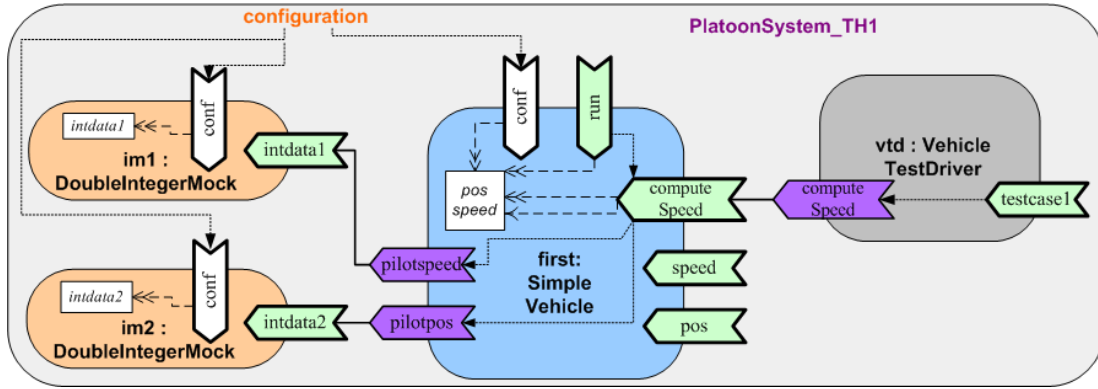 configuration
PlatoonSystem_TH1
conf
intdata1
im1 :
DoubleIntegerMock
intdata1
conf
run
pos
speed
compute
Speed
compute
Speed
vtd : Vehicle
TestDriver
testcase1
pilotspeed
first:
Simple
Vehicle
speed
conf
intdata2
im2 :
DoubleIntegerMock
intdata2
pilotpos
pos